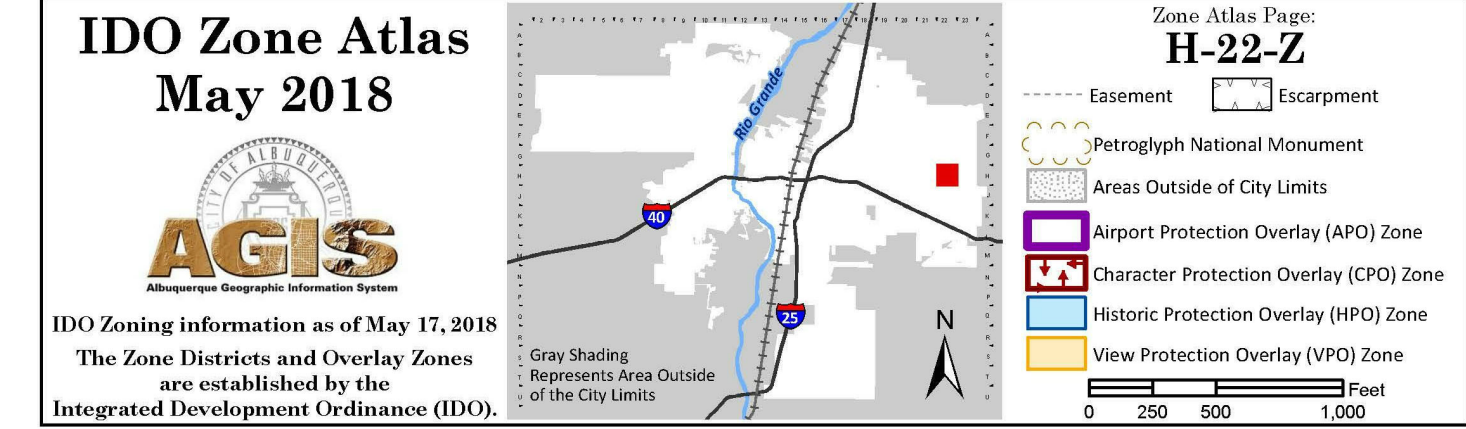 IDO Zone Atlas
May 2018
CITY OF ALBUQUERQUE
AGIS
Albuquerque Geographic Information System
IDO Zoning information as of May 17, 2018
The Zone Districts and Overlay Zones
are established by the
Integrated Development Ordinance (IDO).
Rio Grande
40
25
N
Gray Shading
Represents Area Outside
of the City Limits
Zone Atlas Page:
H-22-Z
Easement
Escarpment
Petroglyph National Monument
Areas Outside of City Limits
Airport Protection Overlay (APO) Zone
Character Protection Overlay (CPO) Zone
Historic Protection Overlay (HPO) Zone
View Protection Overlay (VPO) Zone
Feet
0 250 500 1,000